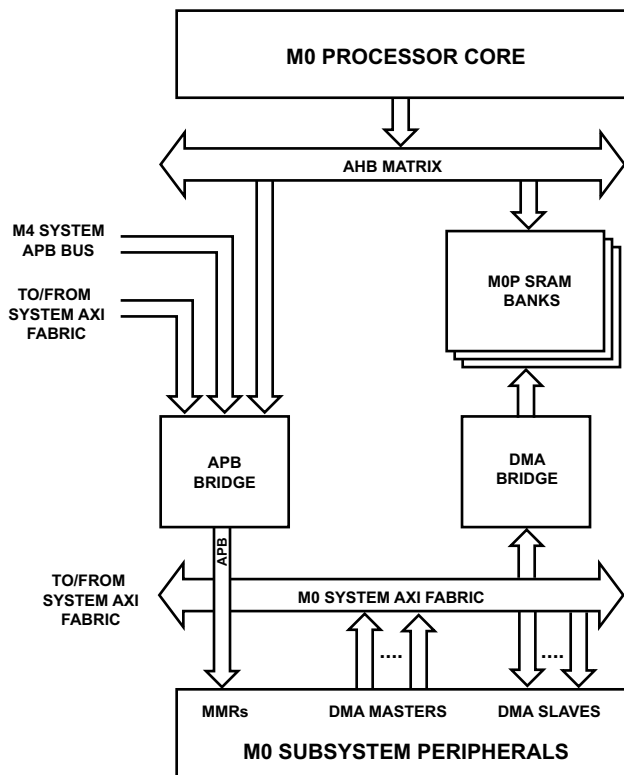 M0 PROCESSOR CORE
AHB MATRIX
M4 SYSTEM
APB BUS
TO/FROM
SYSTEM AXI
FABRIC
M0P SRAM
BANKS
APB
BRIDGE
DMA
BRIDGE
APB
TO/FROM
SYSTEM AXI
FABRIC
M0 SYSTEM AXI FABRIC
....
....
MMRs
DMA MASTERS
DMA SLAVES
M0 SUBSYSTEM PERIPHERALS